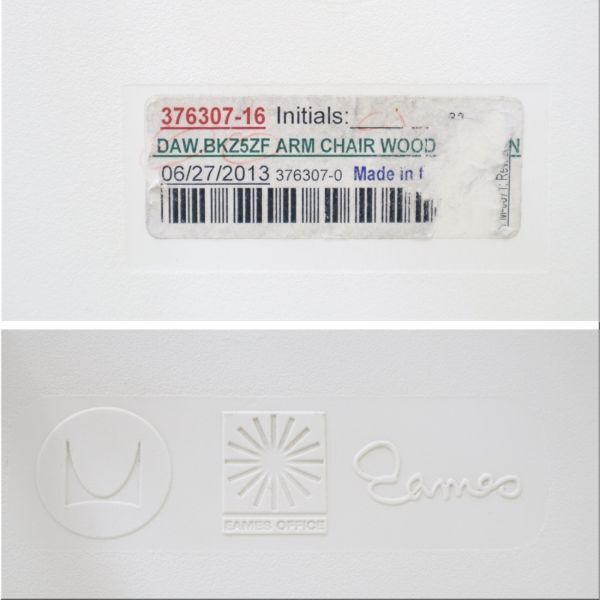 376307-16 Initials:
DAW.BKZ5ZF ARM CHAIR WOOD N
06/27/2013 376307-0 Made in
EAMES OFFICE
Eames